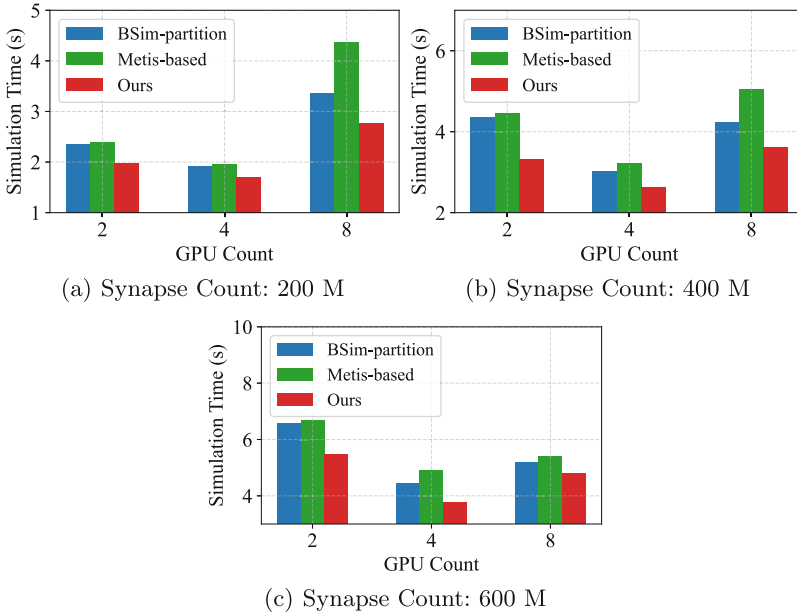 5
4
3
2
1
Simulation Time (s)
BSim-partition
Metis-based
Ours
2 4 8
GPU Count
(a) Synapse Count: 200 M
6
4
2
Simulation Time (s)
BSim-partition
Metis-based
Ours
2 4 8
GPU Count
(b) Synapse Count: 400 M
10
8
6
4
Simulation Time (s)
BSim-partition
Metis-based
Ours
2 4 8
GPU Count
(c) Synapse Count: 600 M